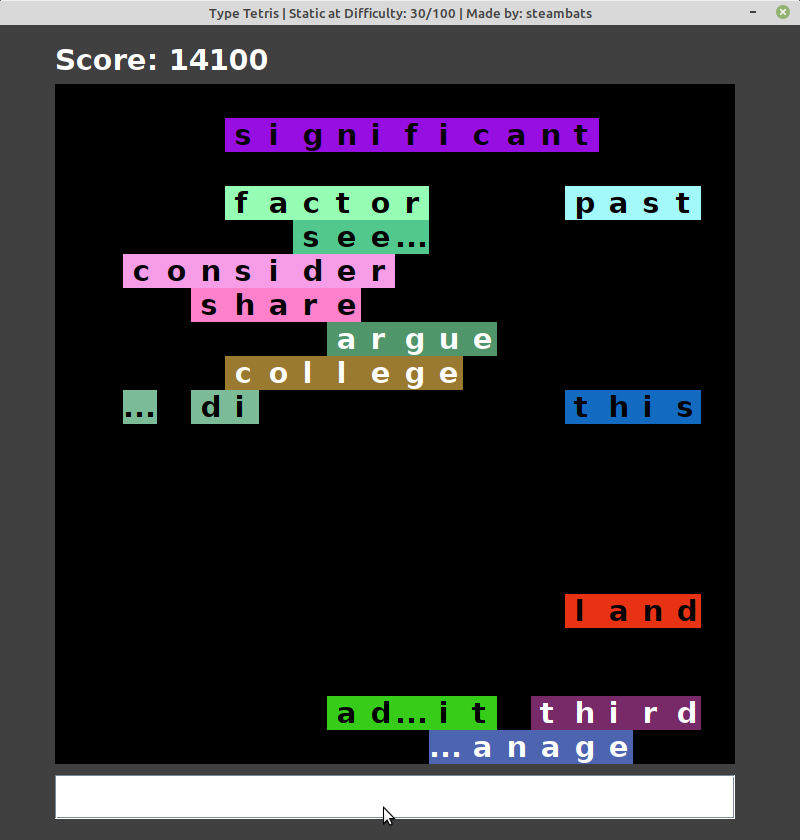 Type Tetris | Static at Difficulty: 30/100 | Made by: steambats
Score: 14100
significant
factor past
see...
consider
share
argue
college
... di this
land
ad...it third
...anage